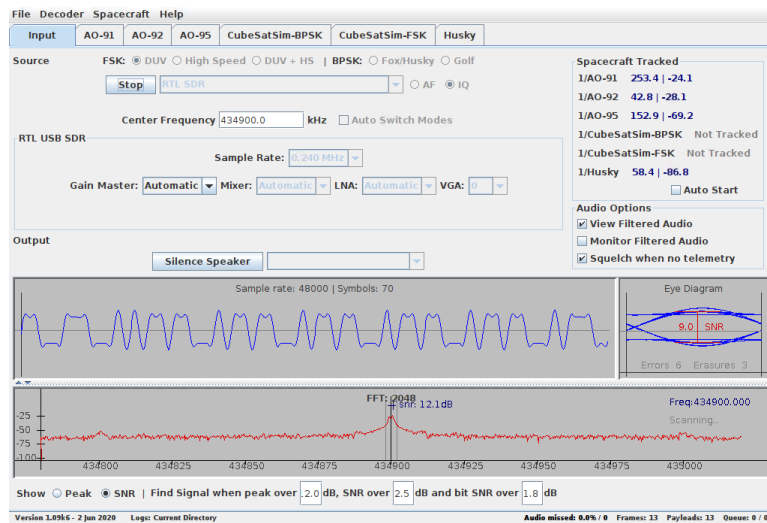 File Decoder Spacecraft Help
Input AO-91 AO-92 AO-95 CubeSatSim-BPSK CubeSatSim-FSK Husky
Source FSK: DUV High Speed DUV + HS | BPSK: Fox/Husky Golf
Stop RTL SDR AF IQ
Center Frequency 434900.0 kHz Auto Switch Modes
RTL USB SDR
Sample Rate: 0.240 MHz
Gain Master: Automatic Mixer: Automatic LNA: Automatic VGA: 0
Output
Silence Speaker
Spacecraft Tracked
1/AO-91 253.4 | -24.1
1/AO-92 42.8 | -28.1
1/AO-95 152.9 | -69.2
1/CubeSatSim-BPSK Not Tracked
1/CubeSatSim-FSK Not Tracked
1/Husky 58.4 | -86.8
Auto Start
Audio Options
View Filtered Audio
Monitor Filtered Audio
Squelch when no telemetry
Sample rate: 48000 | Symbols: 70
Eye Diagram
9.0 SNR
Errors 6 Erasures 3
FFT: 2048
snr: 12.1dB
Freq:434900.000
Scanning..
-25
-50
-75
-100
434800 434825 434850 434875 434900 434925 434950 434975 435000
Show Peak SNR | Find Signal when peak over 2.0 dB, SNR over 2.5 dB and bit SNR over 1.8 dB
Version 1.09k6 - 2 Jun 2020 Logs: Current Directory Audio missed: 0.0% / 0 Frames: 13 Payloads: 13 Queue: 0 / 0